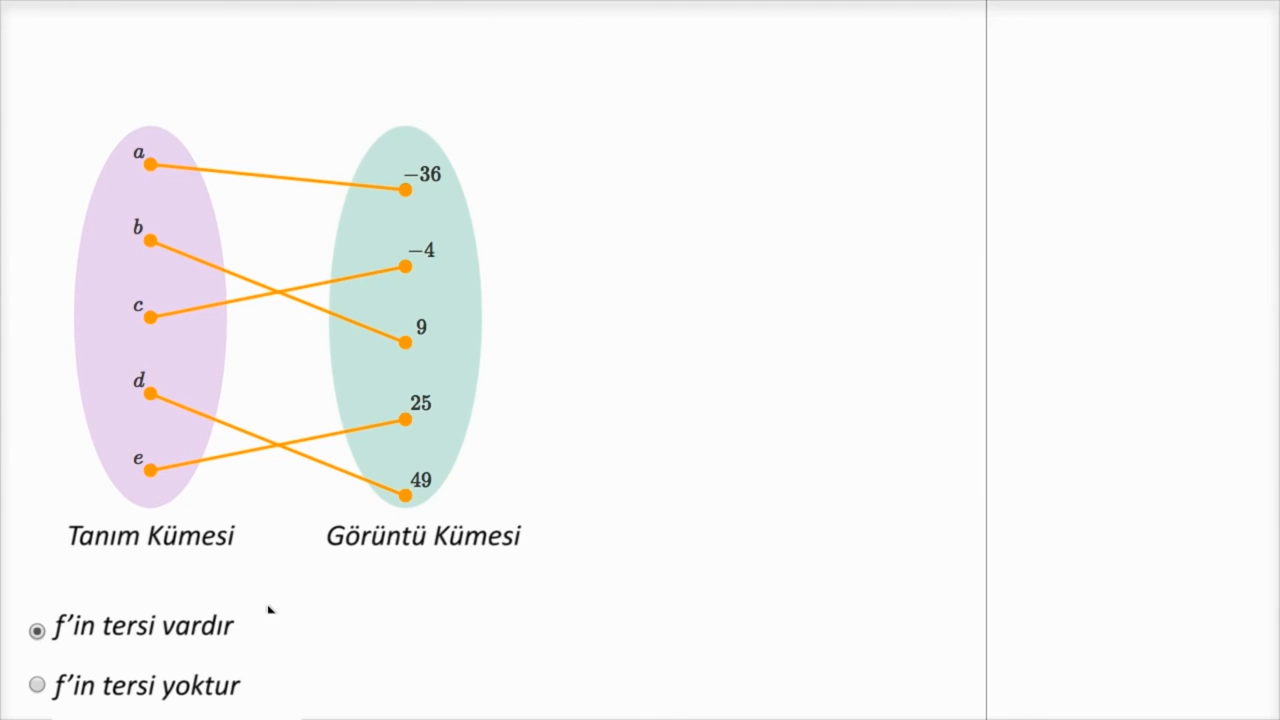 a
−36
b
−4
c
9
d
25
e
49
Tanım Kümesi
Görüntü Kümesi
f’in tersi vardır
f’in tersi yoktur